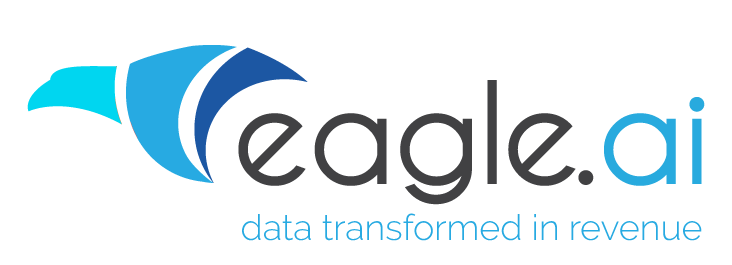 eagle.ai
data transformed in revenue